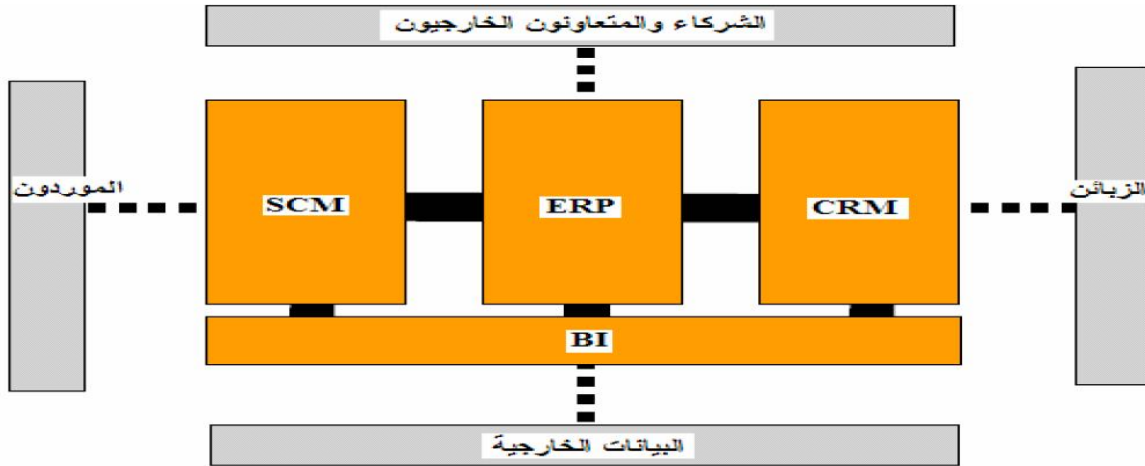 الشركاء والمتعاونون الخارجيون
الزبائن
الموردون
SCM
ERP
CRM
BI
البيانات الخارجية